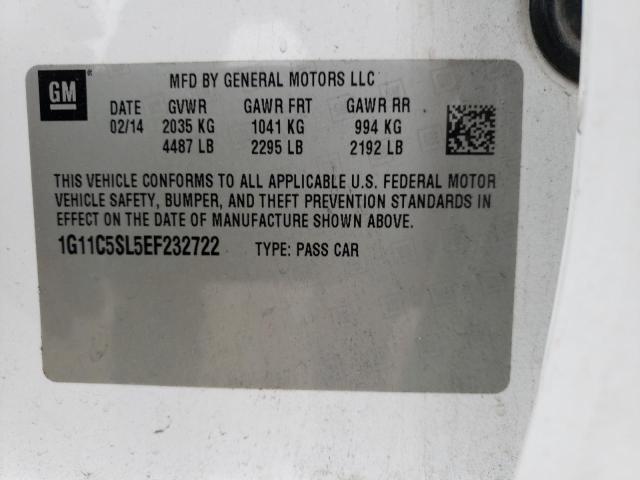 GM ®
MFD BY GENERAL MOTORS LLC
DATE GVWR GAWR FRT GAWR RR
02/14 2035 KG 1041 KG 994 KG
4487 LB 2295 LB 2192 LB
THIS VEHICLE CONFORMS TO ALL APPLICABLE U.S. FEDERAL MOTOR
VEHICLE SAFETY, BUMPER, AND THEFT PREVENTION STANDARDS IN
EFFECT ON THE DATE OF MANUFACTURE SHOWN ABOVE.
1G11C5SL5EF232722 TYPE: PASS CAR